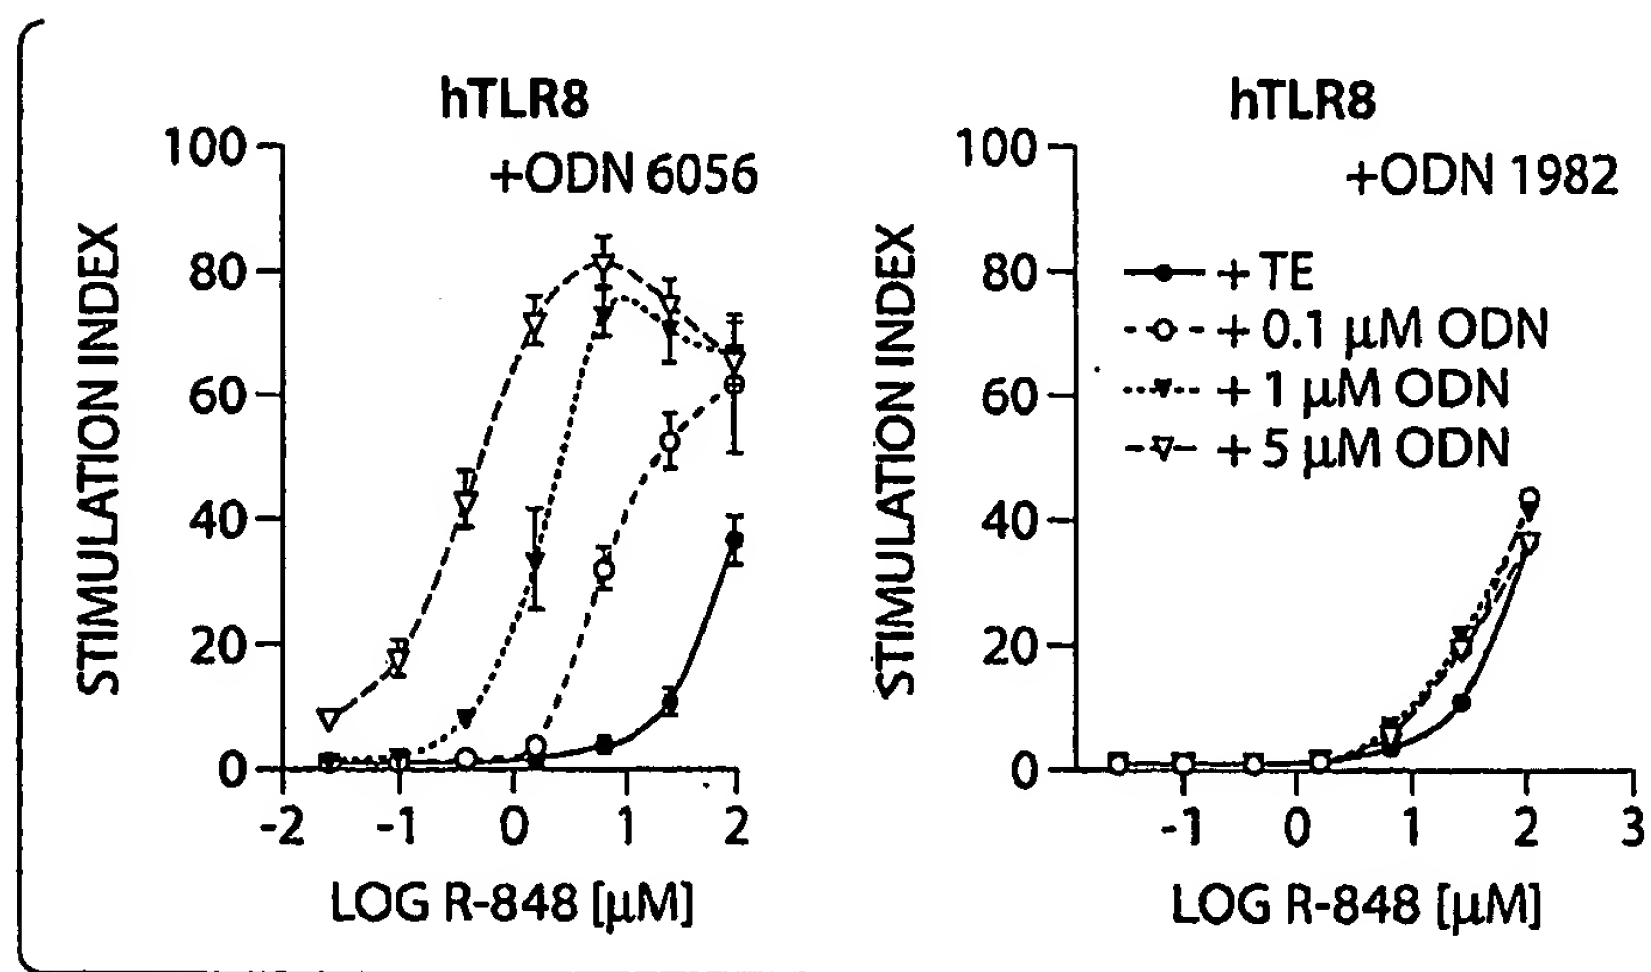 hTLR8
+ODN 6056
STIMULATION INDEX
100
80
60
40
20
0
-2 -1 0 1 2
LOG R-848 [μM]
hTLR8
+ODN 1982
STIMULATION INDEX
100
80
60
40
20
0
+ TE
+ 0.1 μM ODN
+ 1 μM ODN
+ 5 μM ODN
-1 0 1 2 3
LOG R-848 [μM]